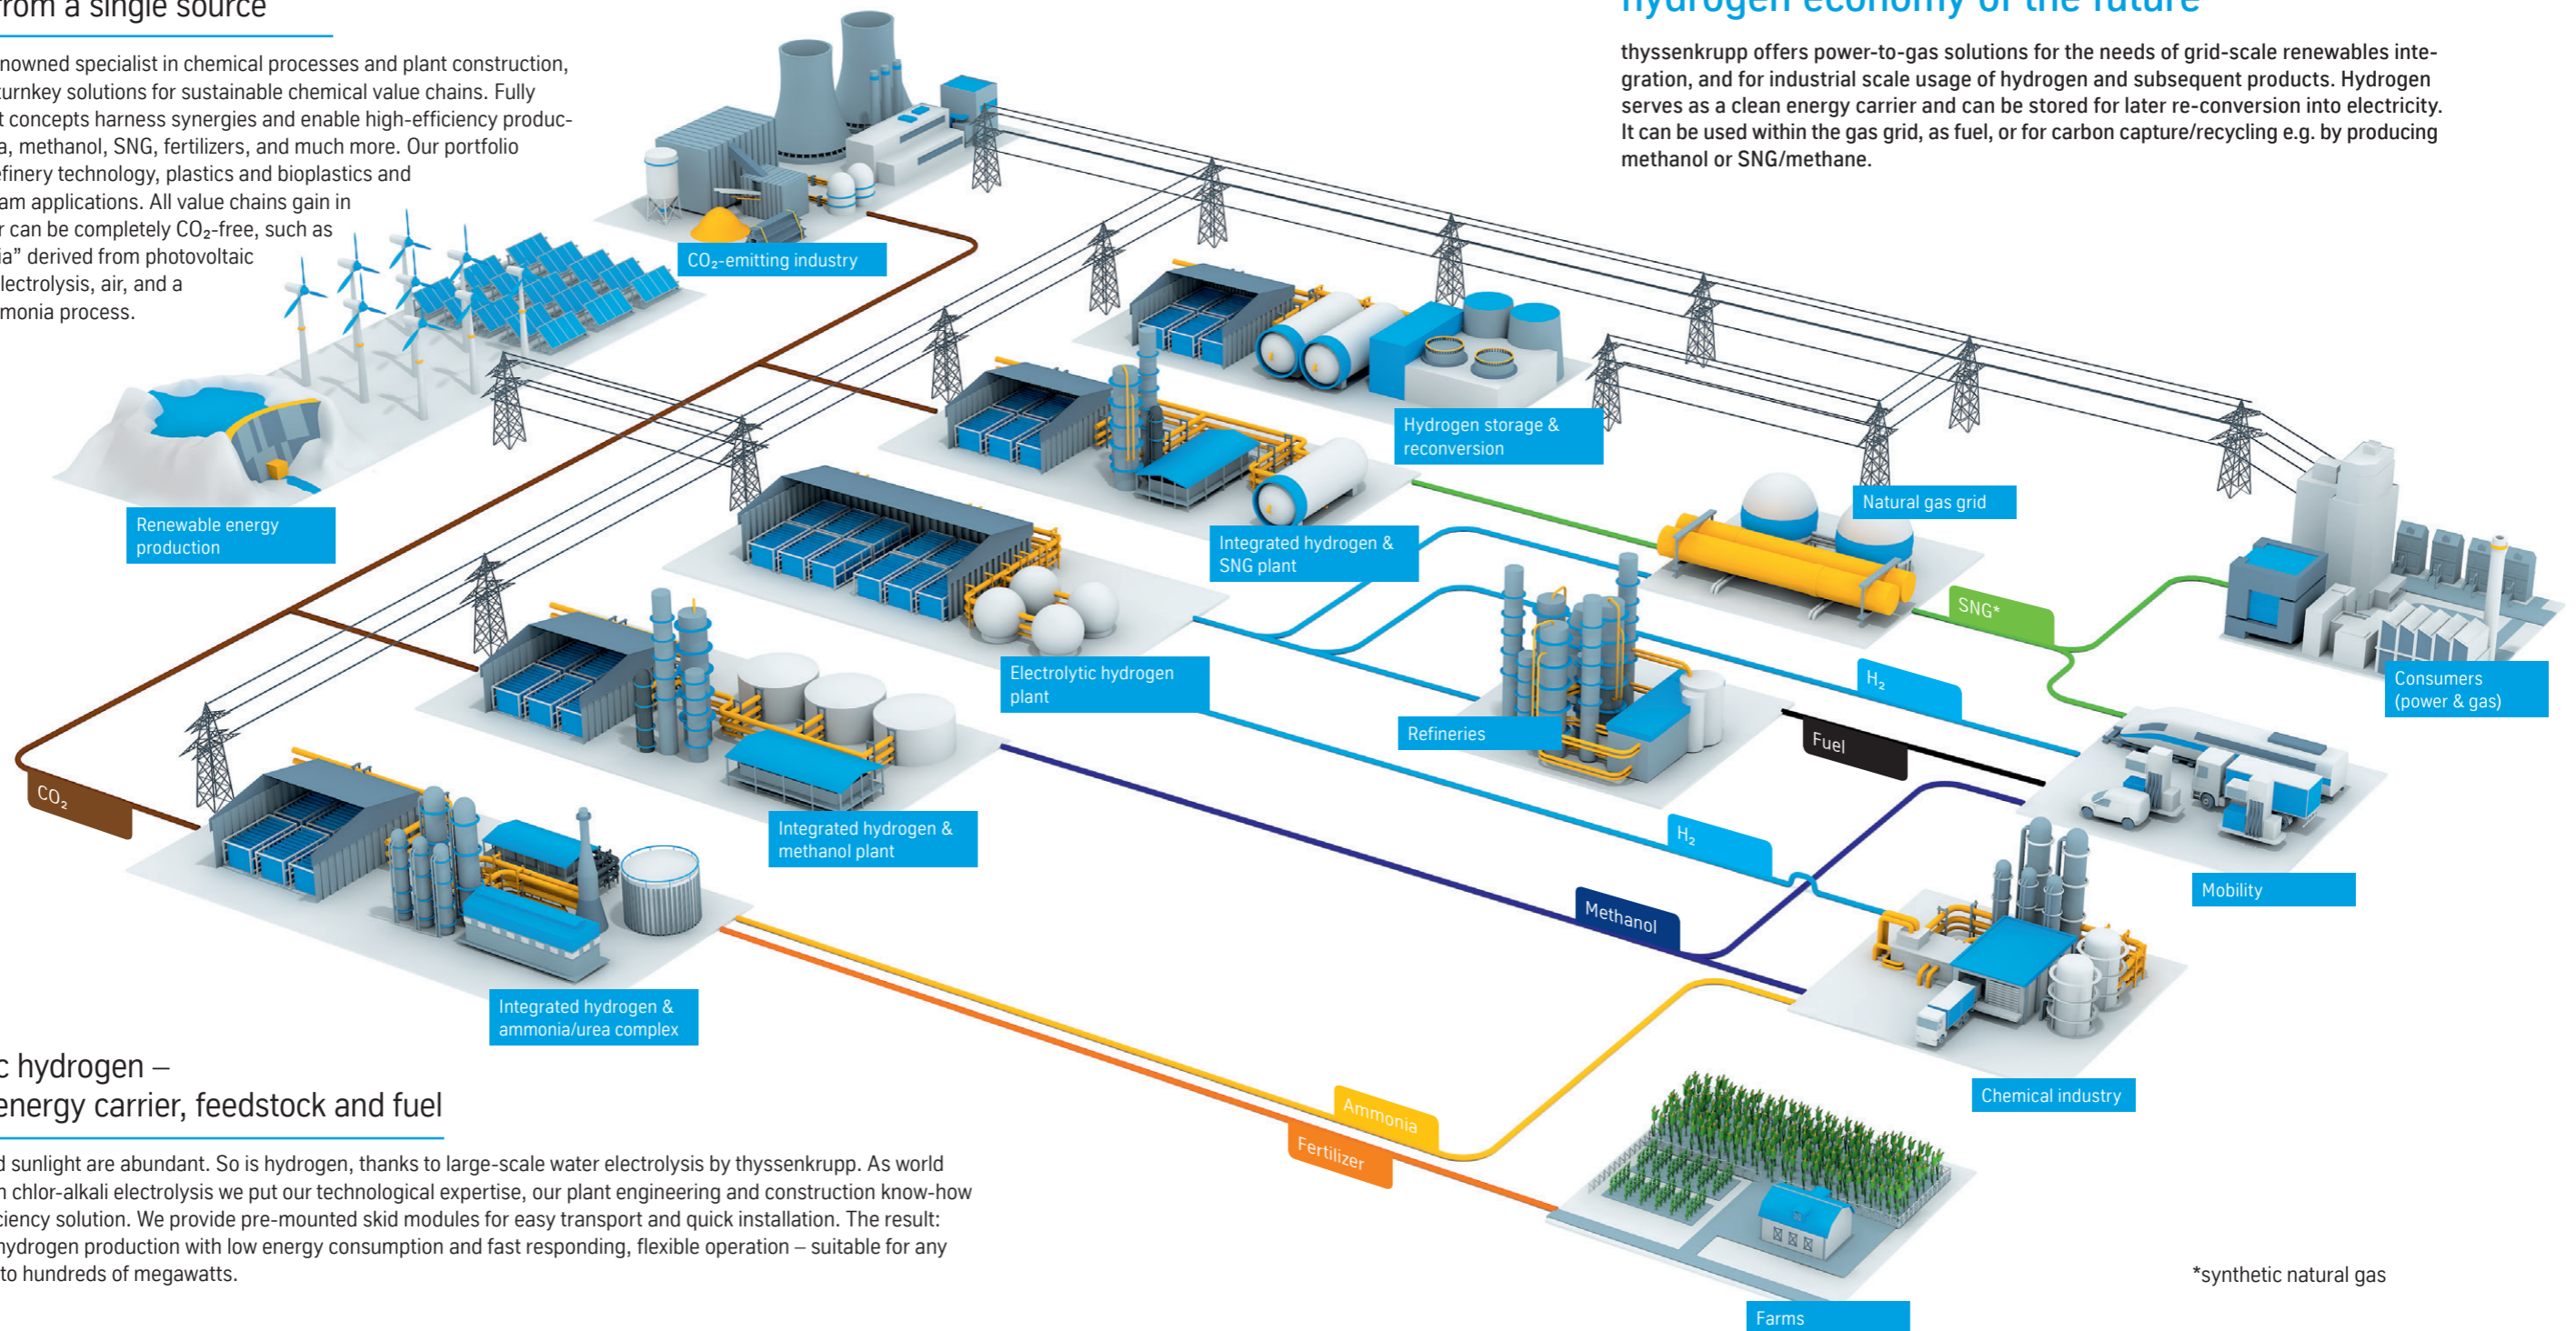 from a single source
nowned specialist in chemical processes and plant construction,
turnkey solutions for sustainable chemical value chains. Fully
t concepts harness synergies and enable high-efficiency produc-
a, methanol, SNG, fertilizers, and much more. Our portfolio
efinery technology, plastics and bioplastics and
am applications. All value chains gain in
r can be completely CO₂-free, such as
ia” derived from photovoltaic
lectrolysis, air, and a
monia process.
hydrogen economy of the future
thyssenkrupp offers power-to-gas solutions for the needs of grid-scale renewables inte-
gration, and for industrial scale usage of hydrogen and subsequent products. Hydrogen
serves as a clean energy carrier and can be stored for later re-conversion into electricity.
It can be used within the gas grid, as fuel, or for carbon capture/recycling e.g. by producing
methanol or SNG/methane.
CO₂-emitting industry
Renewable energy
production
Hydrogen storage &
reconversion
Natural gas grid
Integrated hydrogen &
SNG plant
SNG*
Electrolytic hydrogen
plant
H₂
Consumers
(power & gas)
Refineries
Fuel
CO₂
Integrated hydrogen &
methanol plant
H₂
Mobility
Methanol
Integrated hydrogen &
ammonia/urea complex
Chemical industry
Ammonia
Fertilizer
Farms
c hydrogen –
energy carrier, feedstock and fuel
d sunlight are abundant. So is hydrogen, thanks to large-scale water electrolysis by thyssenkrupp. As world
n chlor-alkali electrolysis we put our technological expertise, our plant engineering and construction know-how
ciency solution. We provide pre-mounted skid modules for easy transport and quick installation. The result:
hydrogen production with low energy consumption and fast responding, flexible operation – suitable for any
to hundreds of megawatts.
*synthetic natural gas